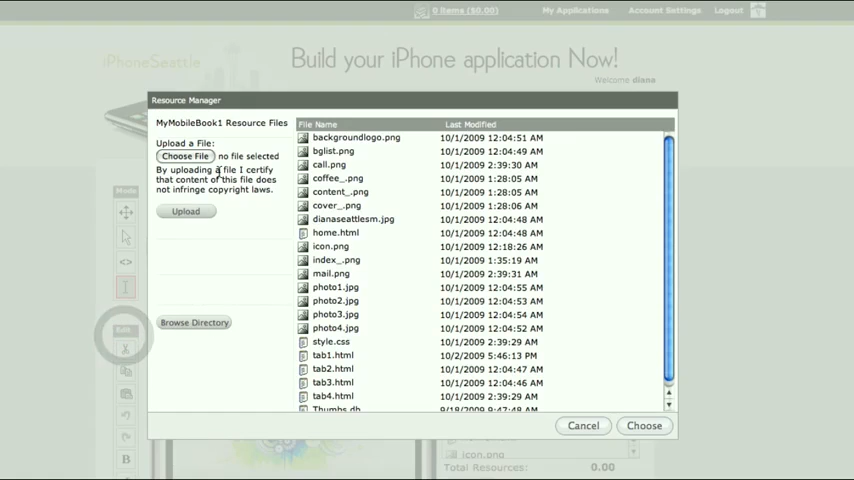 0 items ($0.00)
My Applications
Account Settings
Logout
iPhoneSeattle
Build your iPhone application Now!
Welcome diana
Resource Manager
MyMobileBook1 Resource Files
Upload a File:
Choose File no file selected
By uploading a file I certify
that content of this file does
not infringe copyright laws.
Upload
Browse Directory
File Name Last Modified
backgroundlogo.png 10/1/2009 12:04:51 AM
bglist.png 10/1/2009 12:04:49 AM
call.png 10/1/2009 2:39:30 AM
coffee_.png 10/1/2009 1:28:05 AM
content_.png 10/1/2009 1:28:05 AM
cover_.png 10/1/2009 1:28:06 AM
dianaseattlesm.jpg 10/1/2009 12:04:48 AM
home.html 10/1/2009 12:04:48 AM
icon.png 10/1/2009 12:18:26 AM
index_.png 10/1/2009 1:35:19 AM
mail.png 10/1/2009 2:39:31 AM
photo1.jpg 10/1/2009 12:04:55 AM
photo2.jpg 10/1/2009 12:04:53 AM
photo3.jpg 10/1/2009 12:04:54 AM
photo4.jpg 10/1/2009 12:04:52 AM
style.css 10/1/2009 2:39:29 AM
tab1.html 10/2/2009 5:46:13 PM
tab2.html 10/1/2009 12:04:47 AM
tab3.html 10/1/2009 12:04:46 AM
tab4.html 10/1/2009 2:39:29 AM
Thumbs.db 9/18/2009 9:47:48 AM
Cancel
Choose
Mode
<>
Edit
B
icon.png
Total Resources: 0.00